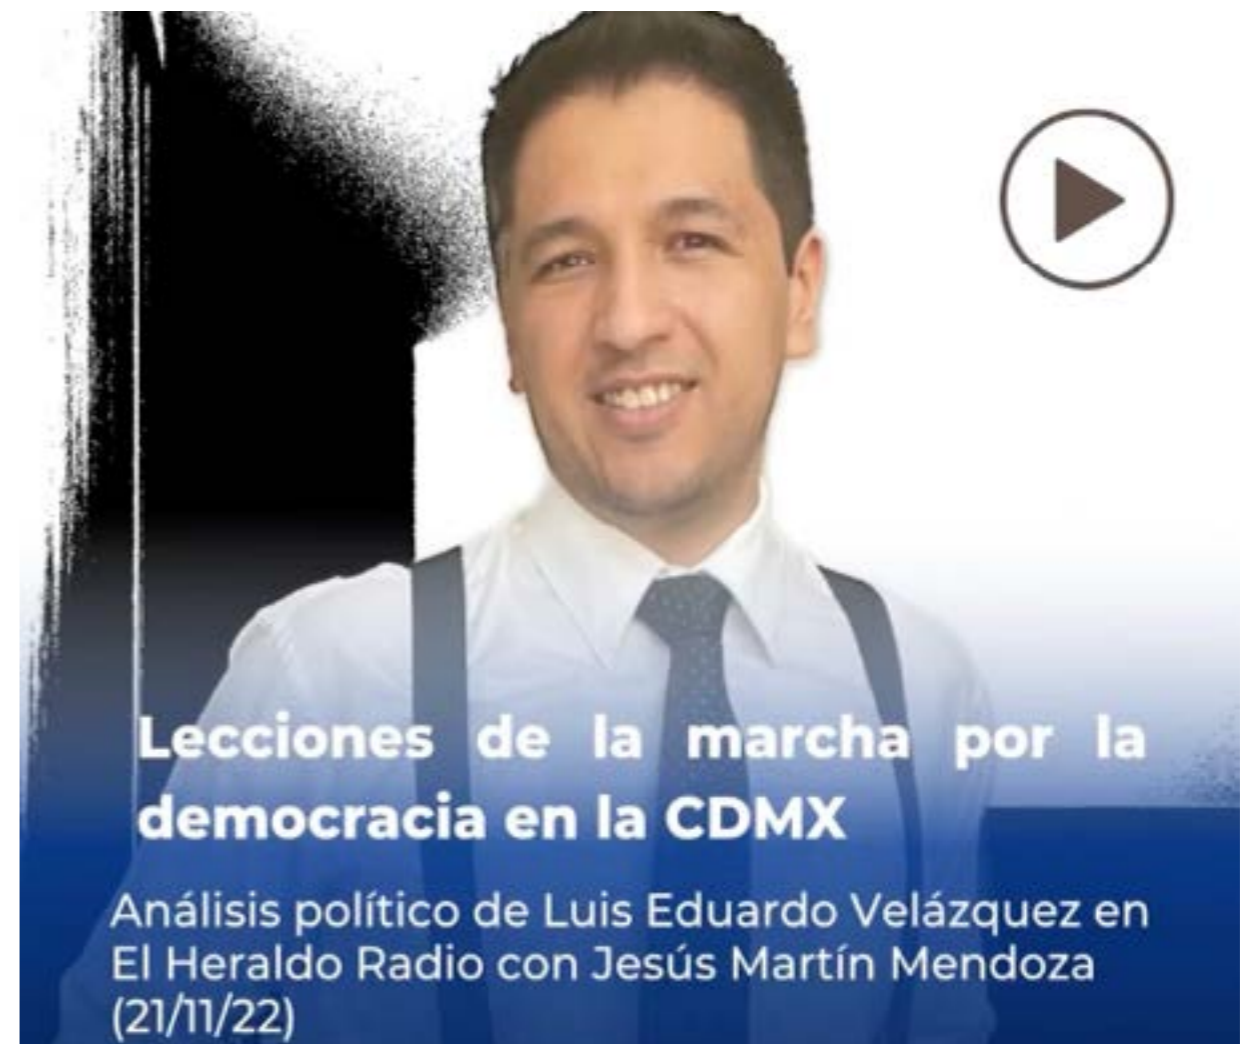 Lecciones de la marcha por la
democracia en la CDMX
Análisis político de Luis Eduardo Velázquez en
El Heraldo Radio con Jesús Martín Mendoza
(21/11/22)